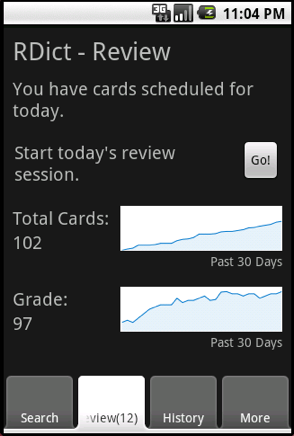 3G 11:04 PM
RDict - Review
You have cards scheduled for
today.
Start today's review
session.
Go!
Total Cards:
102
Past 30 Days
Grade:
97
Past 30 Days
Search
eview(12)
History
More